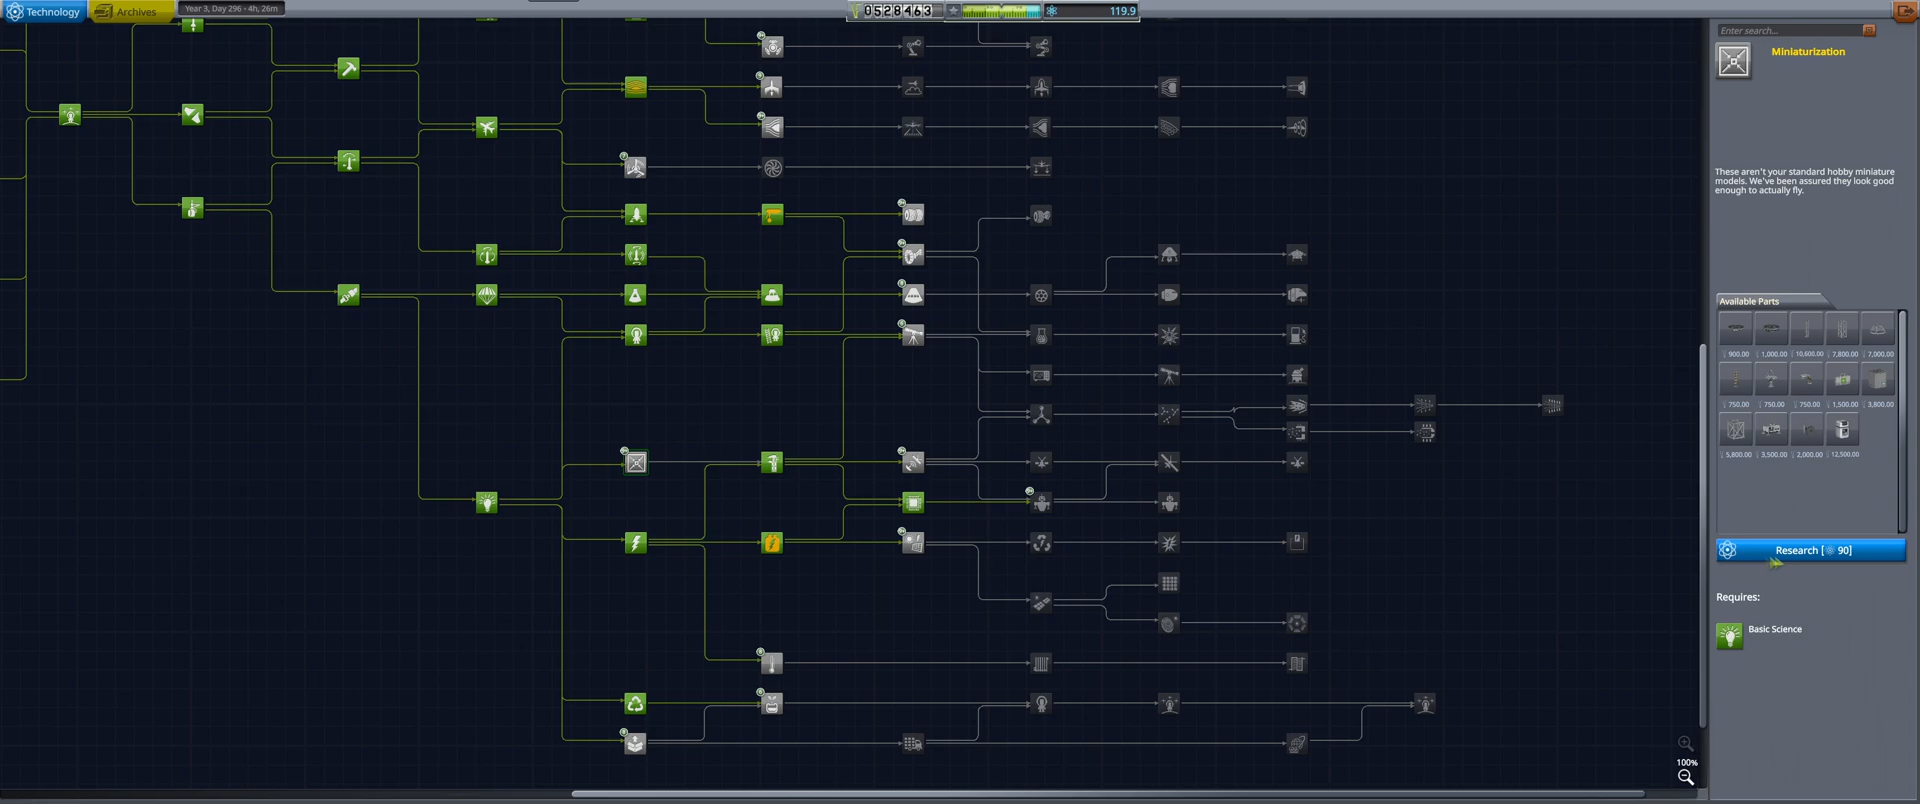 Technology
Archives
Year 3, Day 296 - 4h, 26m
0528463
119.9
Enter search...
Miniaturization
These aren't your standard hobby miniature
models. We've been assured they look good
enough to actually fly.
Available Parts
900.00 1,000.00 10,600.00 7,800.00 7,000.00
750.00 750.00 750.00 1,500.00 3,800.00
5,800.00 3,500.00 2,000.00 12,500.00
Research [90]
Requires:
Basic Science
100%